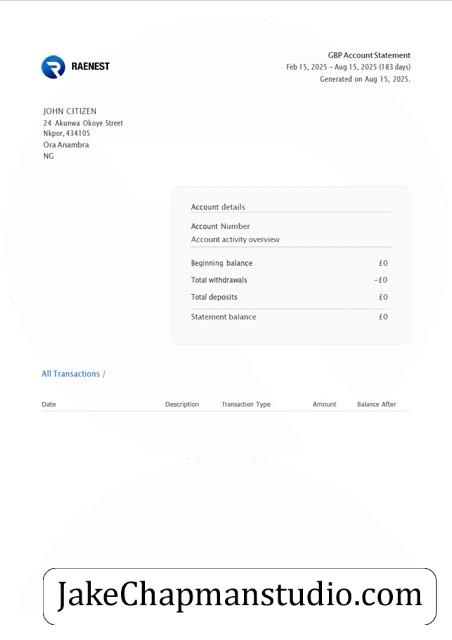 RAENEST
GBP Account Statement
Feb 15, 2025 – Aug 15, 2025 (183 days)
Generated on Aug 15, 2025.
JOHN CITIZEN
24 Akunwa Okoye Street
Nkpor,434105
Ora Anambra
NG
Account details
Account Number
Account activity overview
Beginning balance £0
Total withdrawals –£0
Total deposits £0
Statement balance £0
All Transactions /
Date Description Transaction Type Amount Balance After
JakeChapmanstudio.com